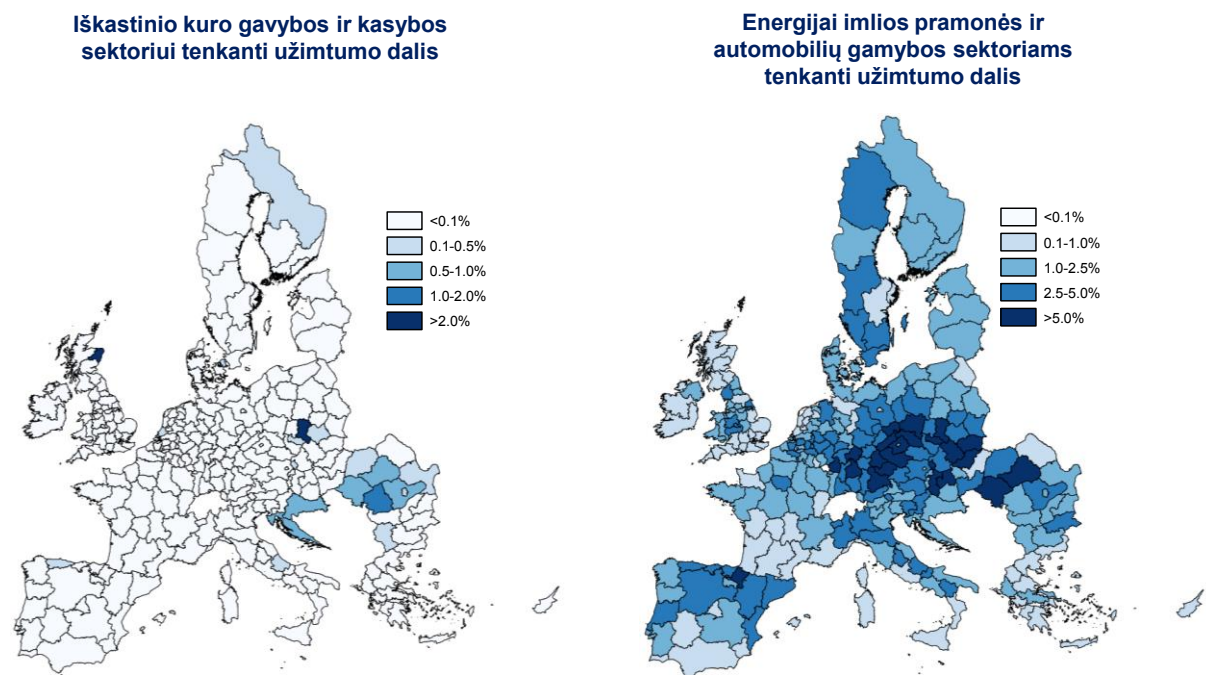 Iškastinio kuro gavybos ir kasybos
sektoriui tenkanti užimtumo dalis
<0.1%
0.1-0.5%
0.5-1.0%
1.0-2.0%
>2.0%
Energijai imlios pramonės ir
automobilių gamybos sektoriams
tenkanti užimtumo dalis
<0.1%
0.1-1.0%
1.0-2.5%
2.5-5.0%
>5.0%